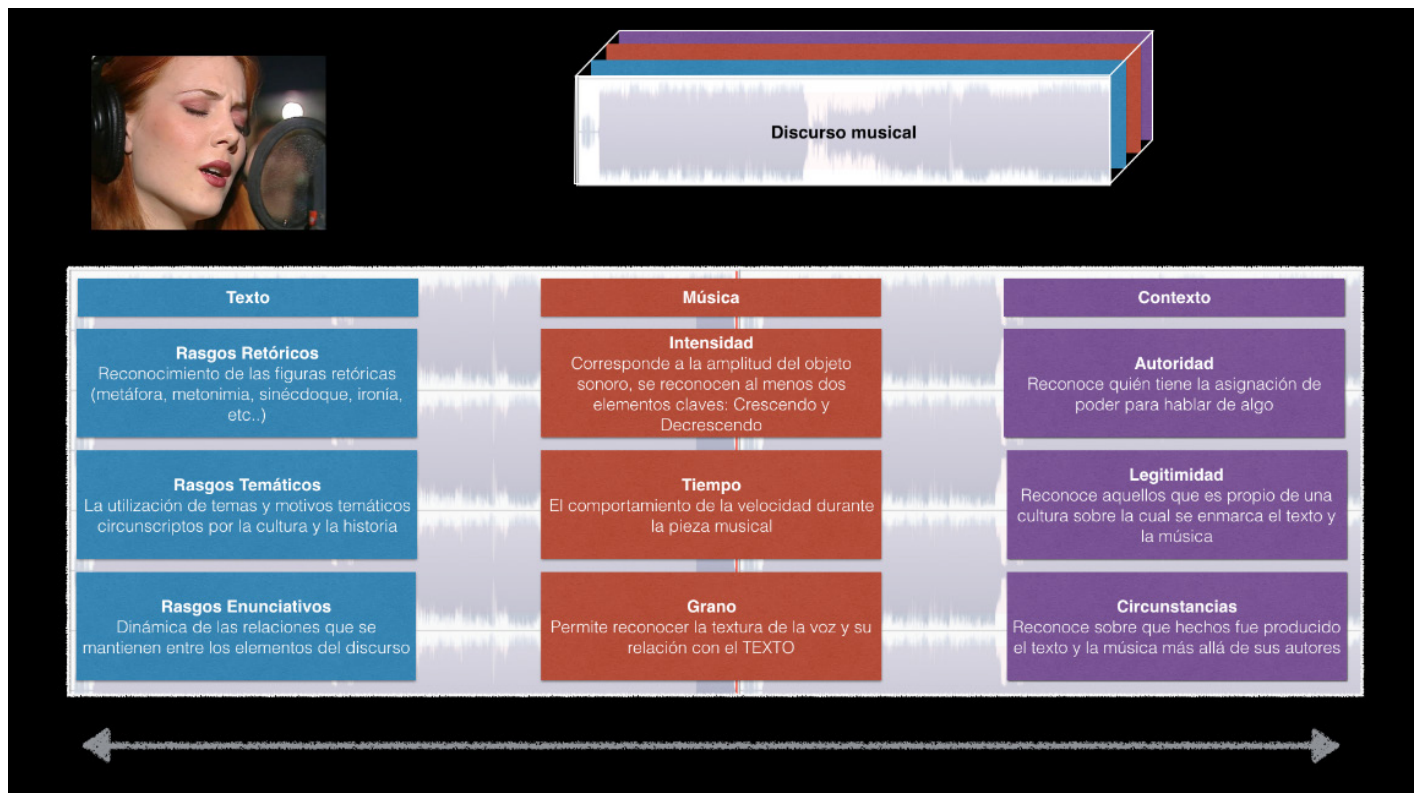 Discurso musical
Texto
Rasgos Retóricos
Reconocimiento de las figuras retóricas
(metáfora, metonimia, sinécdoque, ironía,
etc..)
Rasgos Temáticos
La utilización de temas y motivos temáticos
circunscriptos por la cultura y la historia
Rasgos Enunciativos
Dinámica de las relaciones que se
mantienen entre los elementos del discurso
Música
Intensidad
Corresponde a la amplitud del objeto
sonoro, se reconocen al menos dos
elementos claves: Crescendo y
Decrescendo
Tiempo
El comportamiento de la velocidad durante
la pieza musical
Grano
Permite reconocer la textura de la voz y su
relación con el TEXTO
Contexto
Autoridad
Reconoce quién tiene la asignación de
poder para hablar de algo
Legitimidad
Reconoce aquellos que es propio de una
cultura sobre la cual se enmarca el texto y
la música
Circunstancias
Reconoce sobre que hechos fue producido
el texto y la música más allá de sus autores